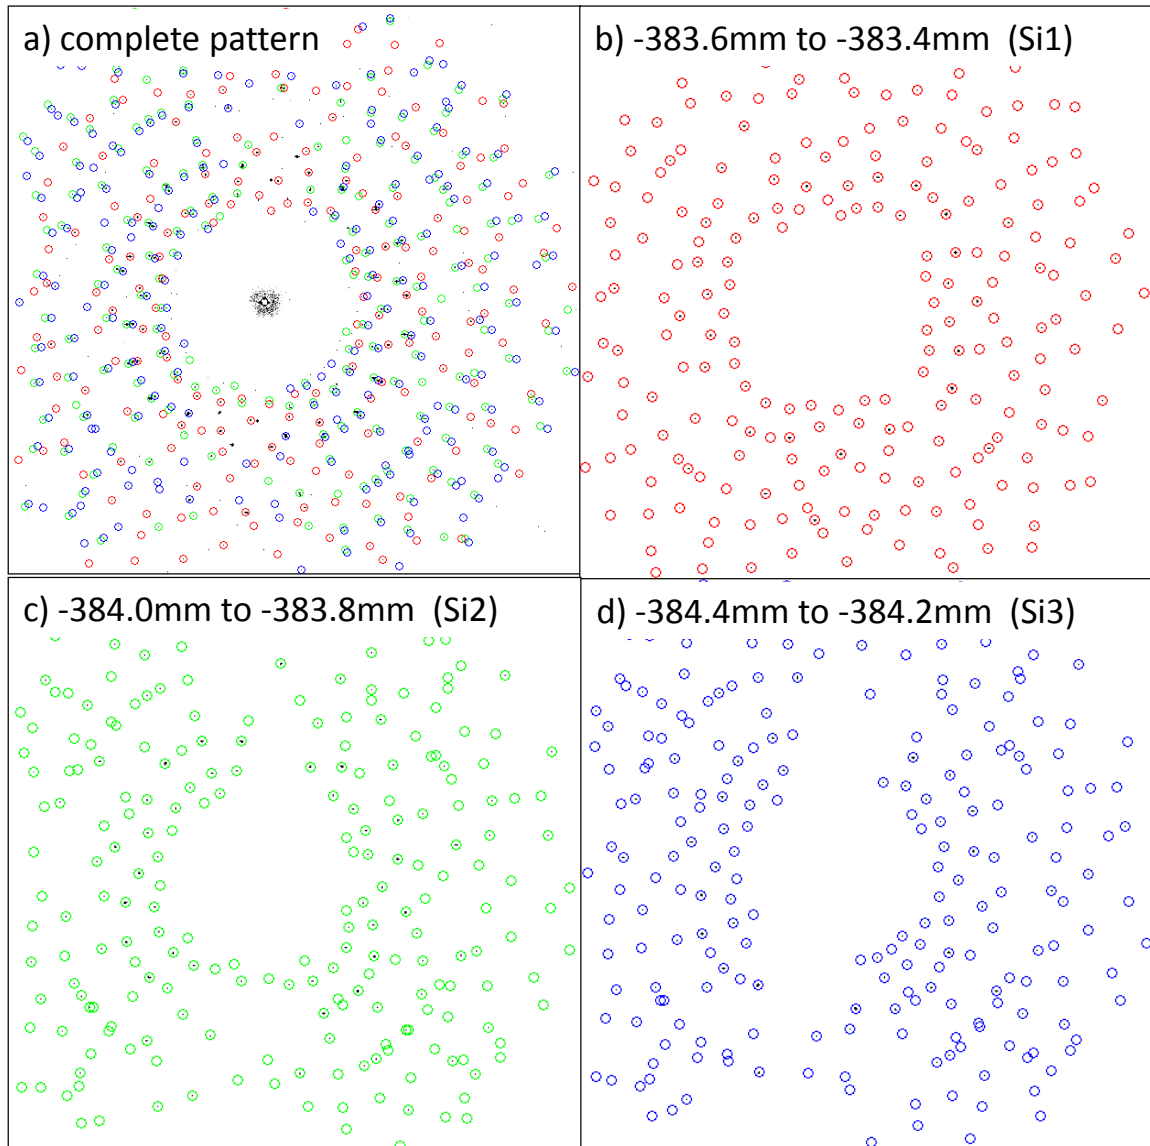 a) complete pattern
b) -383.6mm to -383.4mm (Si1)
c) -384.0mm to -383.8mm (Si2)
d) -384.4mm to -384.2mm (Si3)